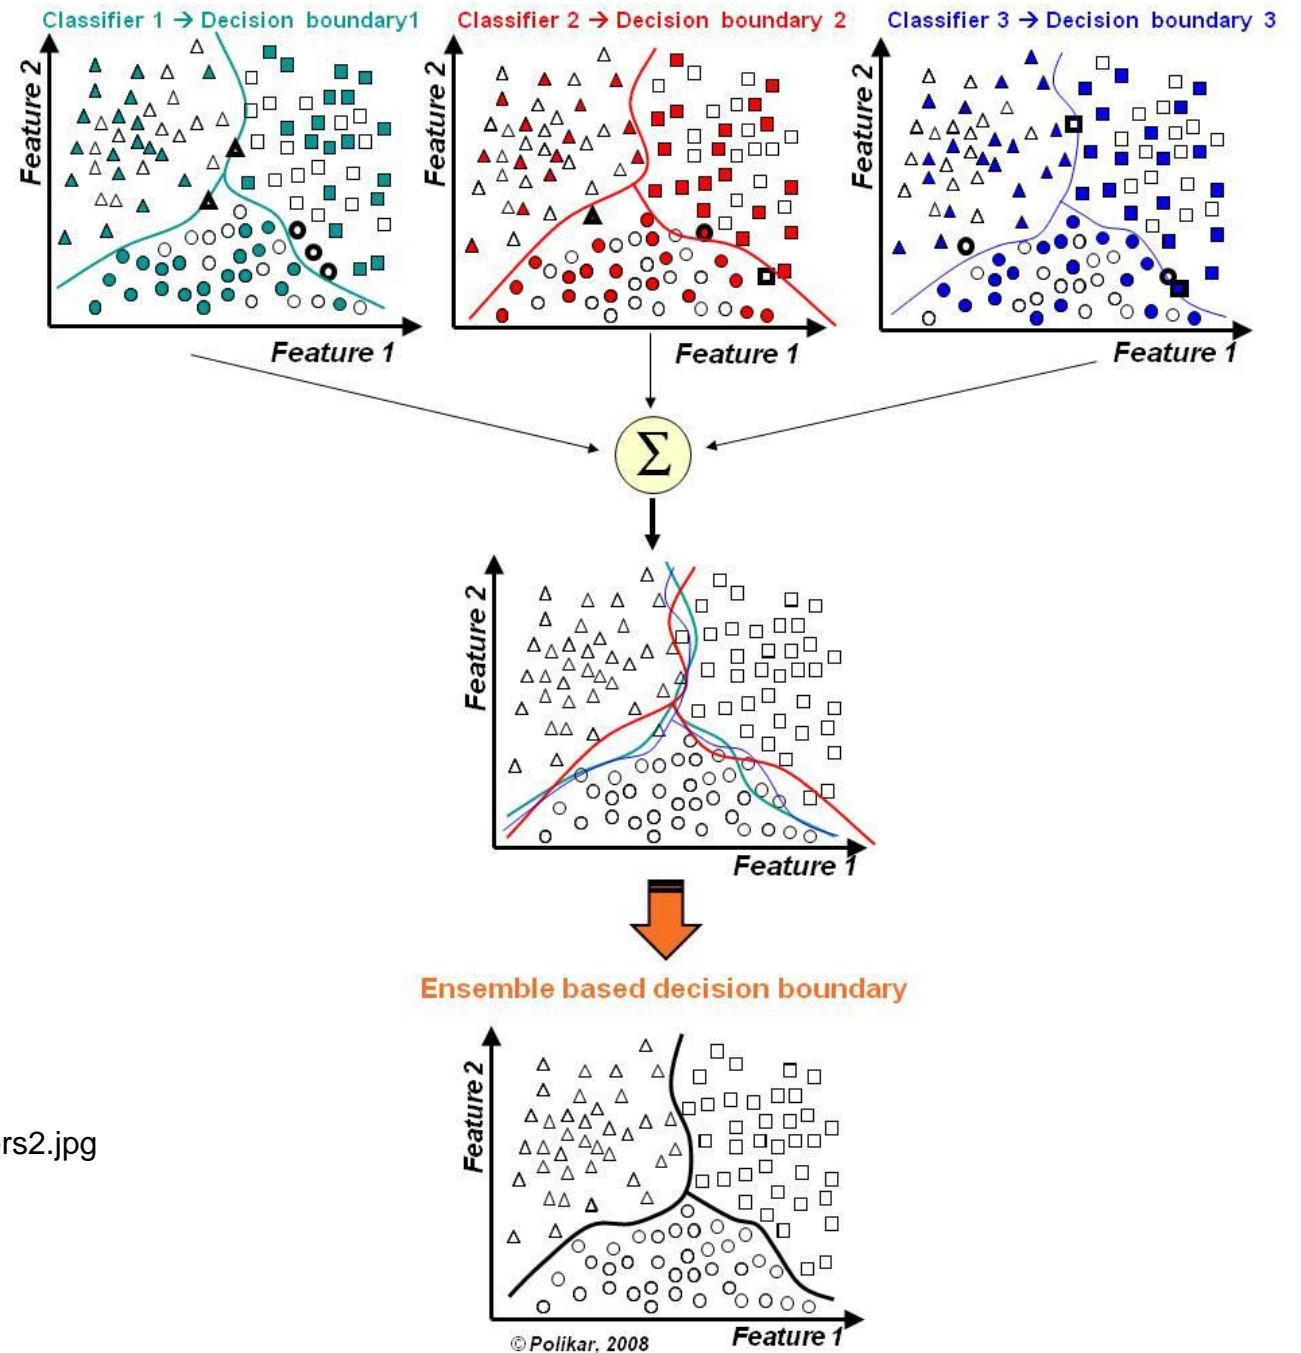 Classifier 1 → Decision boundary1
Classifier 2 → Decision boundary 2
Classifier 3 → Decision boundary 3
Feature 2
Feature 2
Feature 2
Feature 1
Feature 1
Feature 1
Σ
Feature 2
Feature 1
Ensemble based decision boundary
Feature 2
rs2.jpg
Feature 1
© Polikar, 2008